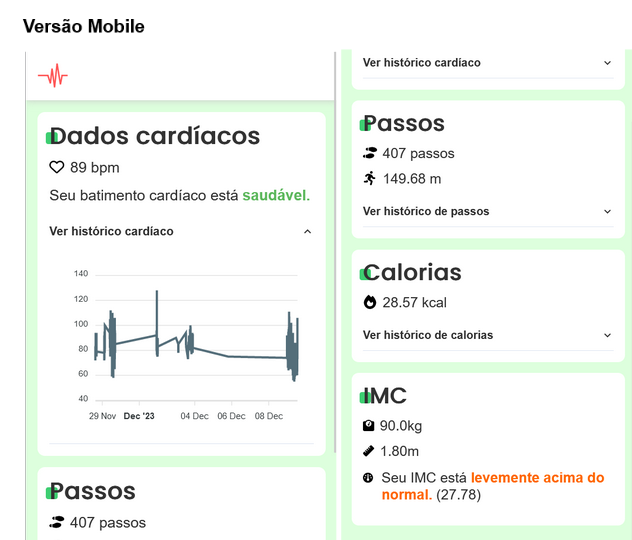 Versão Mobile
Dados cardíacos
89 bpm
Seu batimento cardíaco está saudável.
Ver histórico cardíaco
140
120
100
80
60
40
29 Nov Dec '23 04 Dec 06 Dec 08 Dec
Passos
407 passos
Ver histórico cardíaco
Passos
407 passos
149.68 m
Ver histórico de passos
Calorias
28.57 kcal
Ver histórico de calorias
IMC
90.0kg
1.80m
Seu IMC está levemente acima do
normal. (27.78)